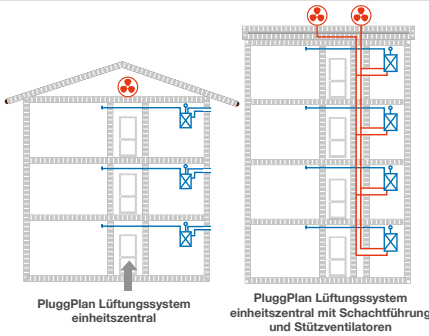 PluggPlan Lüftungssystem
einheitszentral
PluggPlan Lüftungssystem
einheitszentral mit Schachtführung
und Stützventilatoren